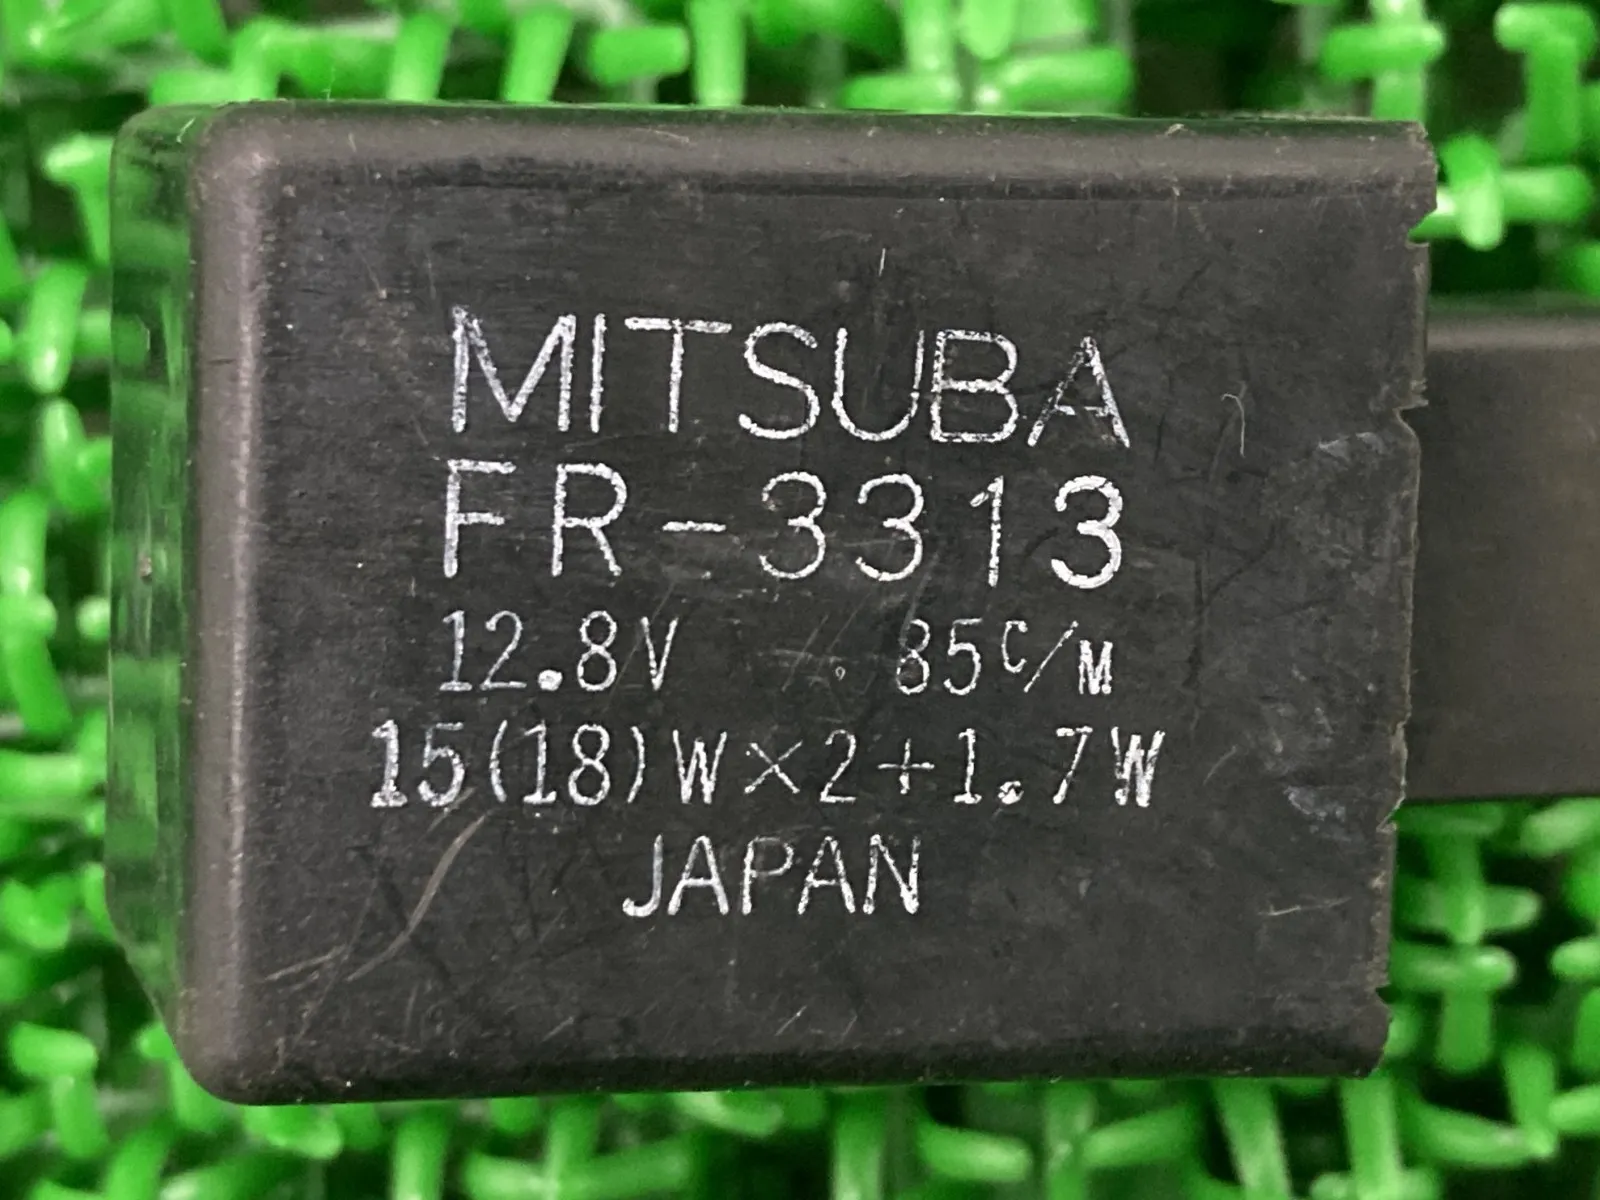 MITSUBA
FR-3313
12.8V 85C/M
15(18)W×2+1.7W
JAPAN